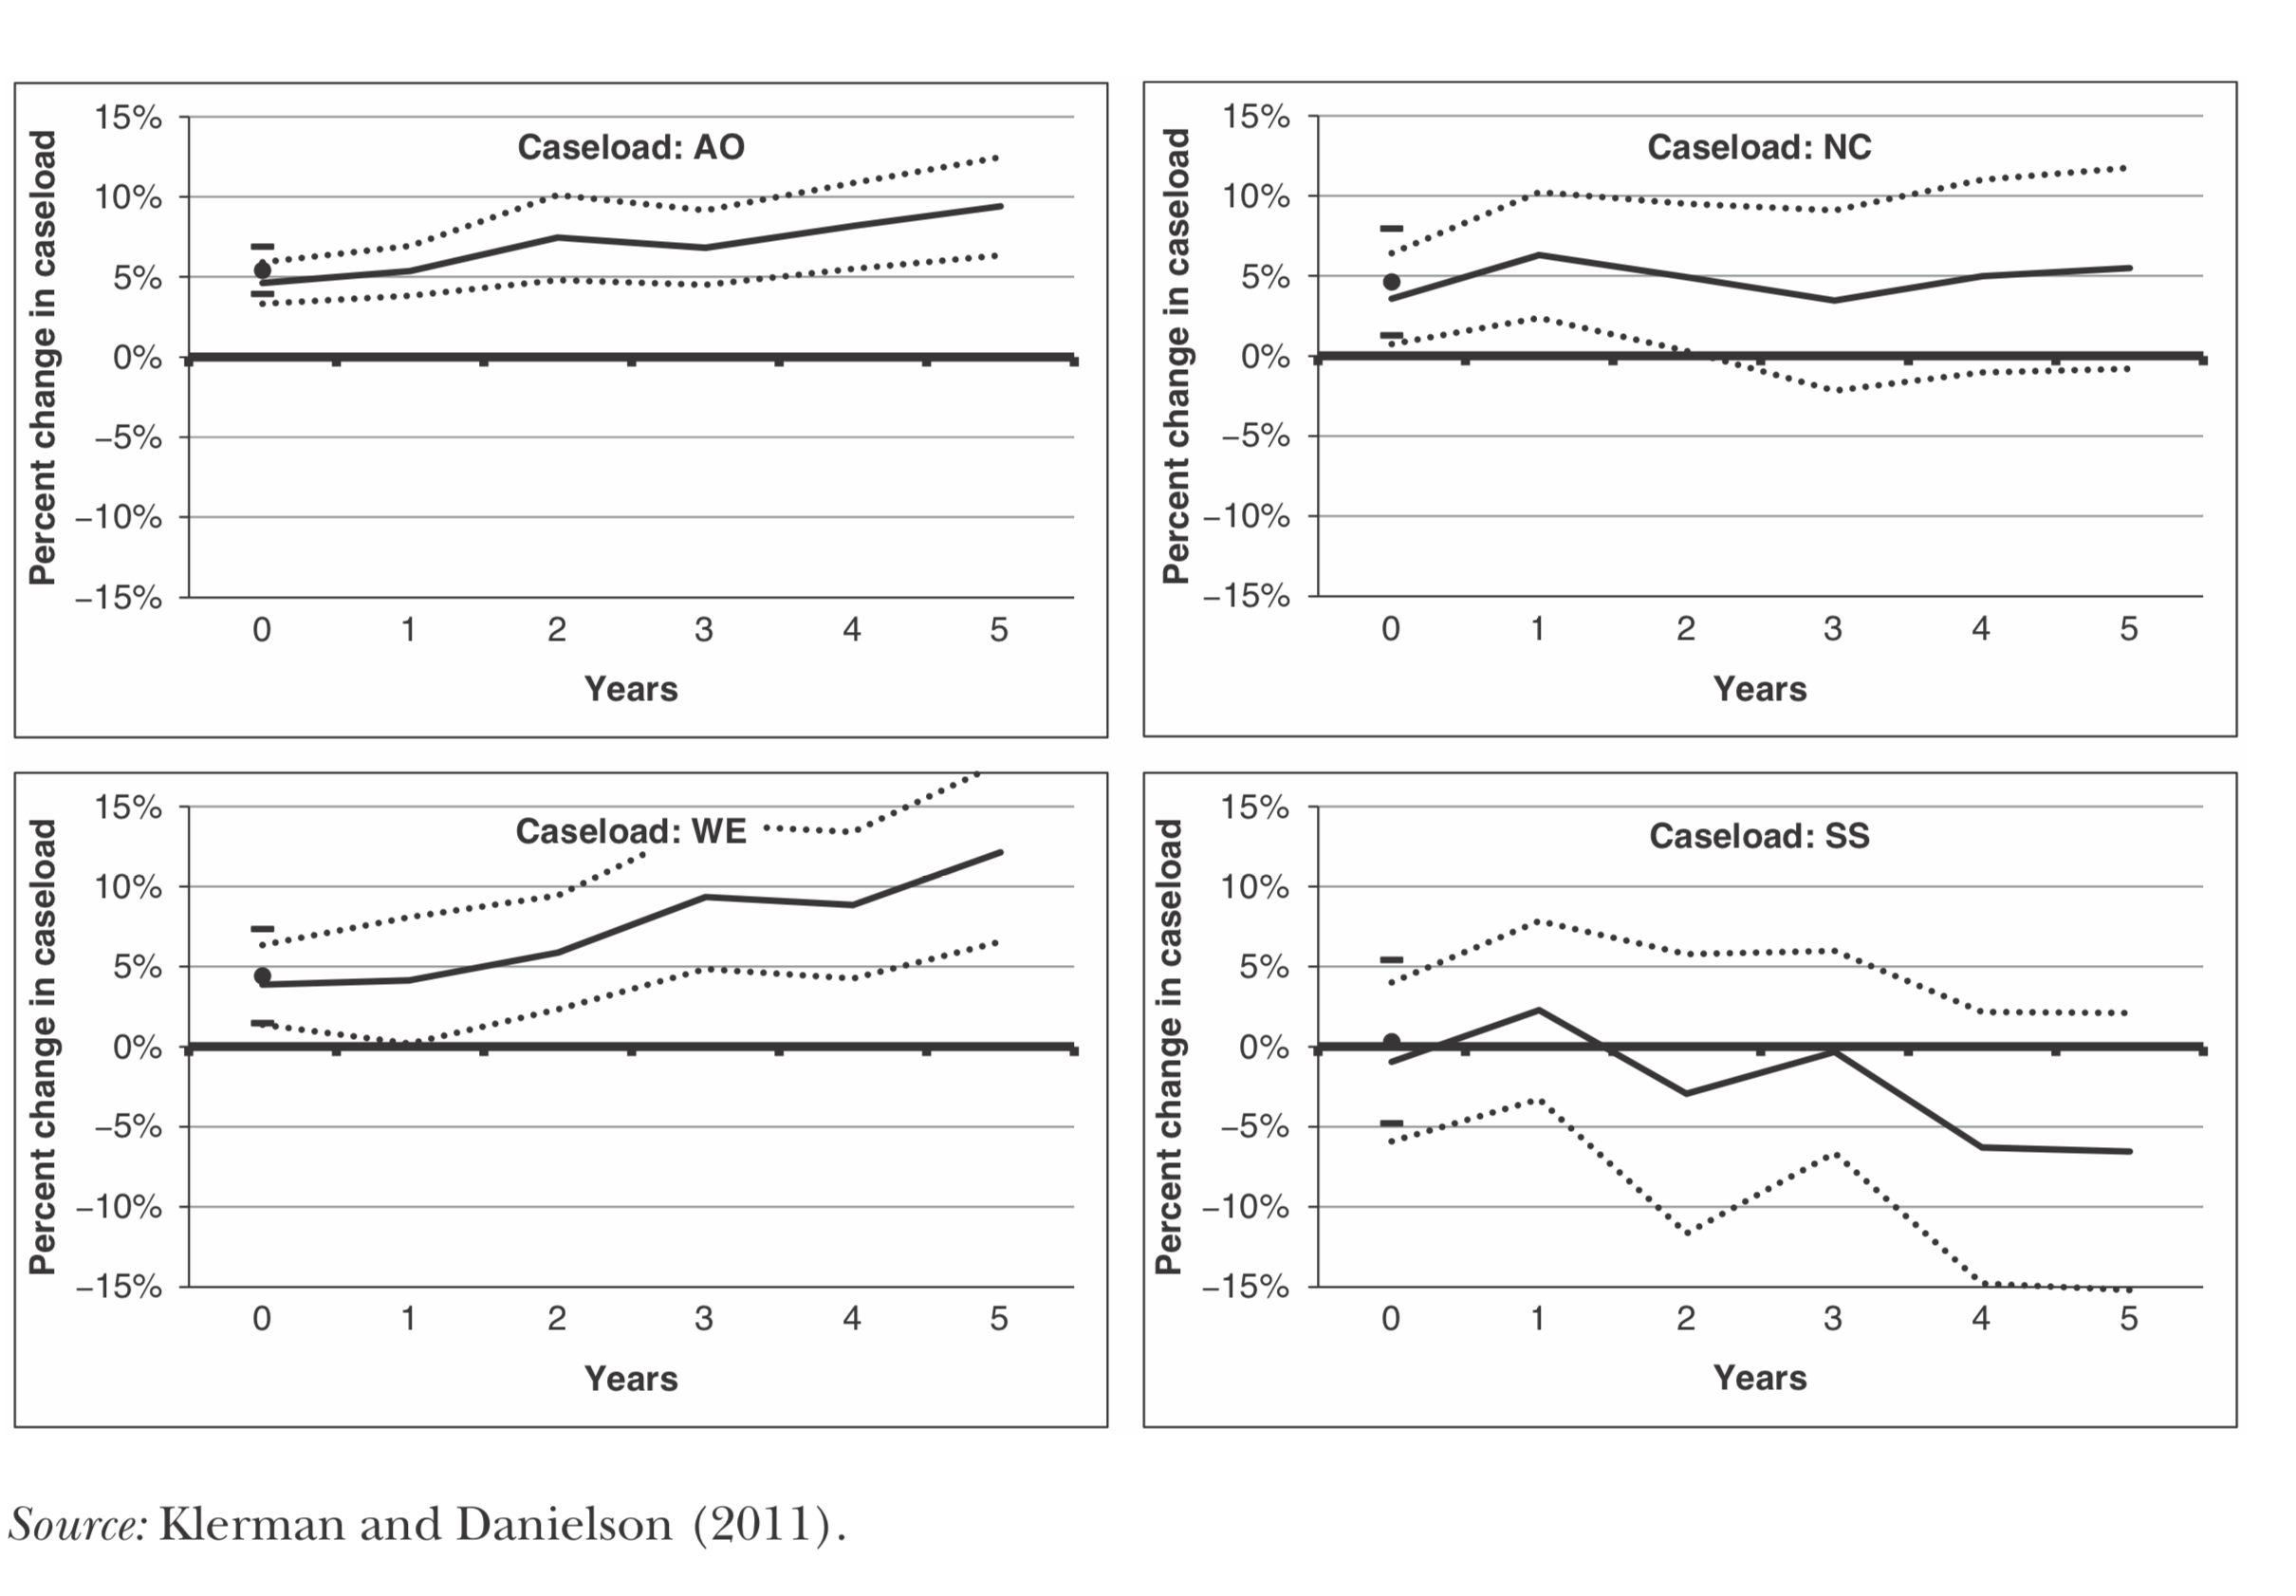 Percent change in caseload
15%
10%
5%
0%
−5%
−10%
−15%
Caseload: AO
0 1 2 3 4 5
Years
Percent change in caseload
15%
10%
5%
0%
−5%
−10%
−15%
Caseload: NC
0 1 2 3 4 5
Years
Percent change in caseload
15%
10%
5%
0%
−5%
−10%
−15%
Caseload: WE
0 1 2 3 4 5
Years
Percent change in caseload
15%
10%
5%
0%
−5%
−10%
−15%
Caseload: SS
0 1 2 3 4 5
Years
Source: Klerman and Danielson (2011).